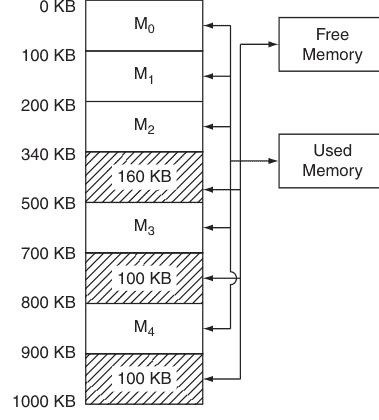 0 KB
M0
100 KB
M1
200 KB
M2
340 KB
160 KB
500 KB
M3
700 KB
100 KB
800 KB
M4
900 KB
100 KB
1000 KB
Free
Memory
Used
Memory